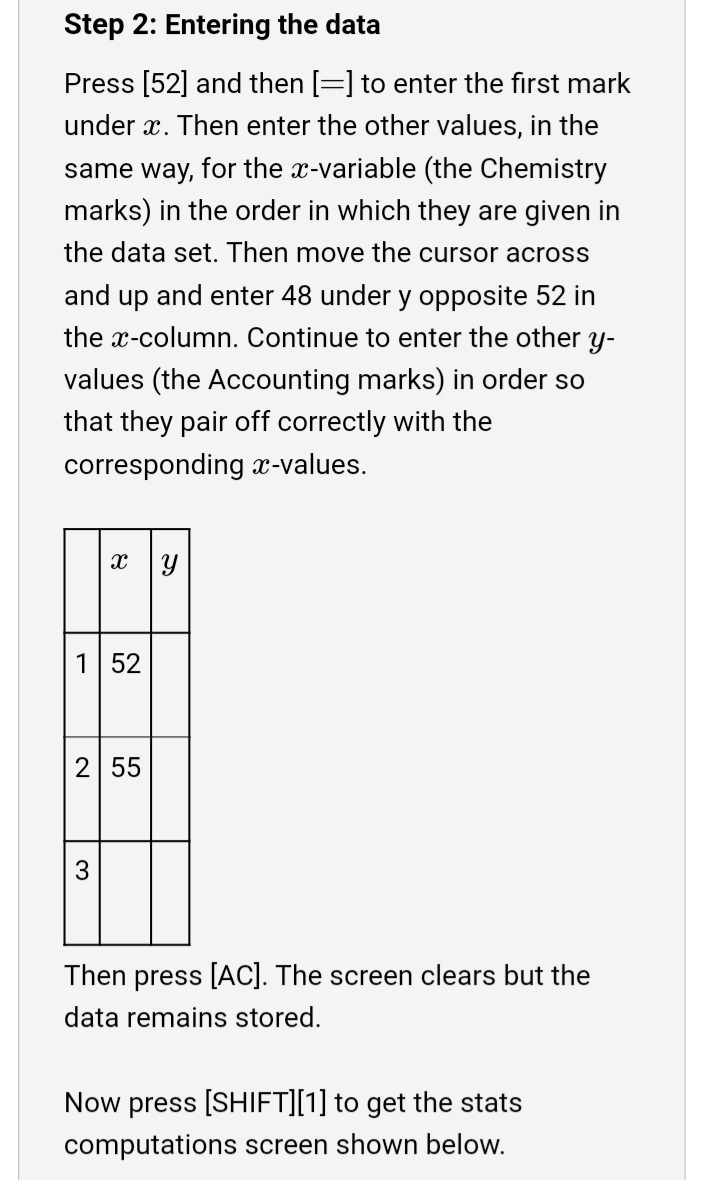 Step 2: Entering the data
Press [52] and then [=] to enter the first mark
under x. Then enter the other values, in the
same way, for the x-variable (the Chemistry
marks) in the order in which they are given in
the data set. Then move the cursor across
and up and enter 48 under y opposite 52 in
the x-column. Continue to enter the other y-
values (the Accounting marks) in order so
that they pair off correctly with the
corresponding x-values.
x y
1 52
2 55
3
Then press [AC]. The screen clears but the
data remains stored.
Now press [SHIFT][1] to get the stats
computations screen shown below.